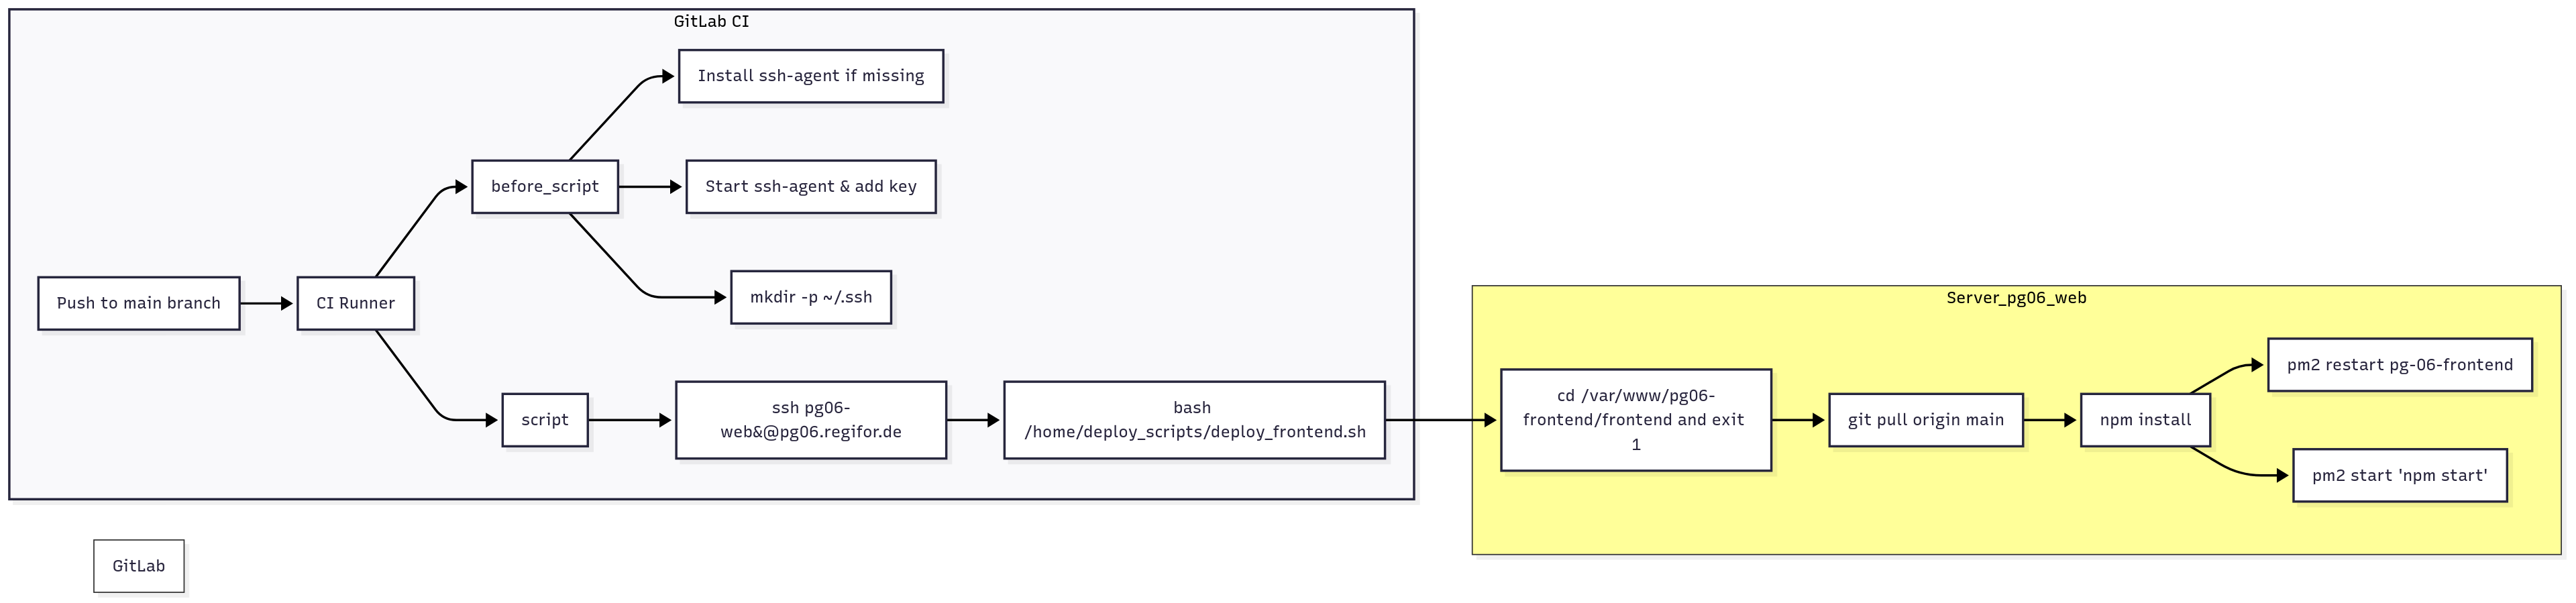 GitLab CI
Install ssh-agent if missing
before_script
Start ssh-agent & add key
mkdir -p ~/.ssh
Push to main branch
CI Runner
script
ssh pg06-
web&@pg06.regifor.de
bash
/home/deploy_scripts/deploy_frontend.sh
Server_pg06_web
cd /var/www/pg06-
frontend/frontend and exit
1
git pull origin main
npm install
pm2 restart pg-06-frontend
pm2 start 'npm start'
GitLab